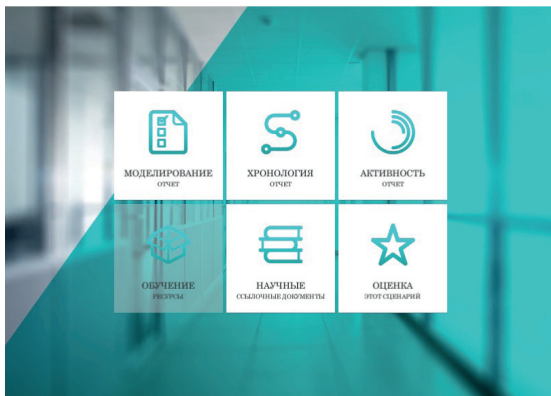 МОДЕЛИРОВАНИЕ
ОТЧЕТ
ХРОНОЛОГИЯ
ОТЧЕТ
АКТИВНОСТЬ
ОТЧЕТ
ОБУЧЕНИЕ
РЕСУРСЫ
НАУЧНЫЕ
ССЫЛОЧНЫЕ ДОКУМЕНТЫ
ОЦЕНКА
ЭТОТ СЦЕНАРИЙ